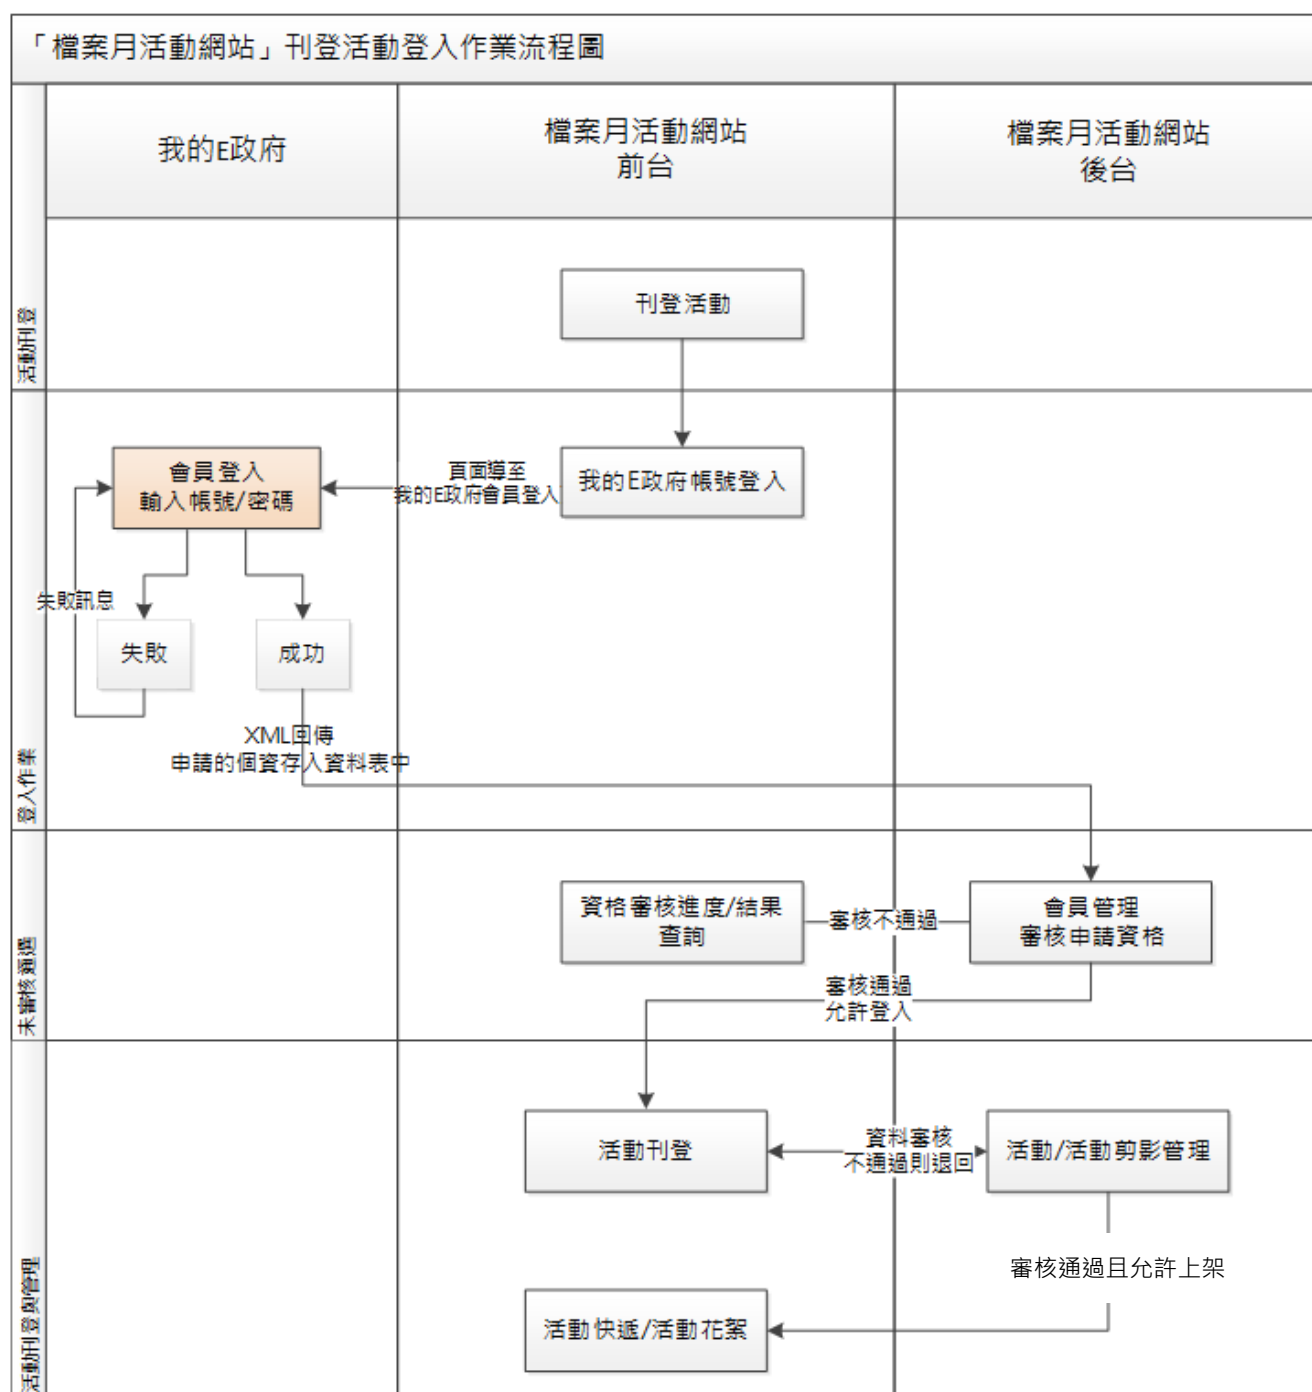 「檔案月活動網站」刊登活動登入作業流程圖
我的E政府
檔案月活動網站
前台
檔案月活動網站
後台
活動刊登
刊登活動
登入作業
會員登入
輸入帳號/密碼
頁面導至
我的E政府會員登入
我的E政府帳號登入
失敗訊息
失敗
成功
XML回傳
申請的個資存入資料表中
未審核通過
資格審核進度/結果
查詢
審核不通過
會員管理
審核申請資格
審核通過
允許登入
活動刊登與管理
活動刊登
資料審核
不通過則退回
活動/活動剪影管理
審核通過且允許上架
活動快遞/活動花絮